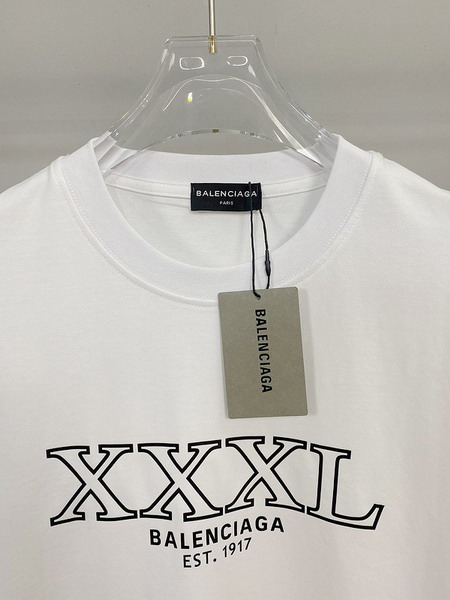 BALENCIAGA
PARIS
BALENCIAGA
XXXL
BALENCIAGA
EST. 1917